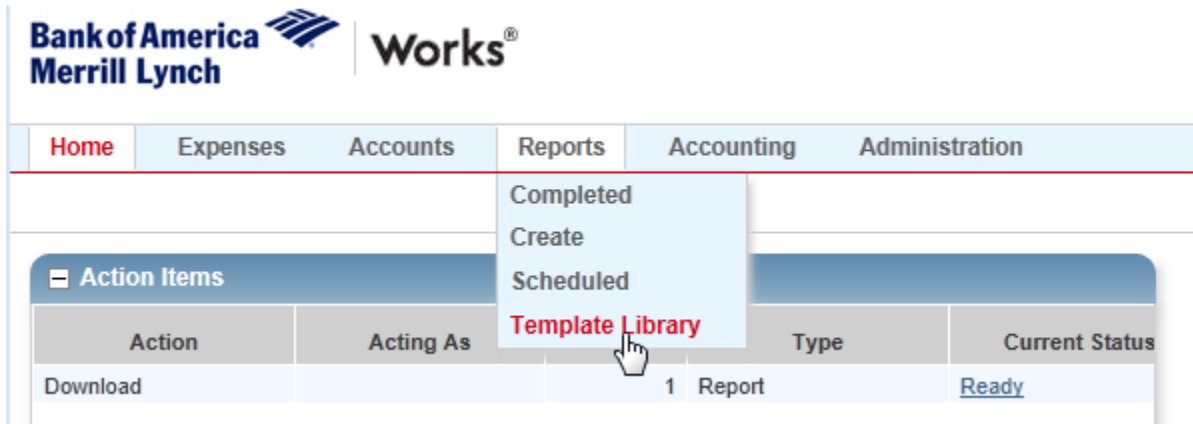 Bank of America
Merrill Lynch
Works®
Home Expenses Accounts Reports Accounting Administration
Completed
Create
Scheduled
Template Library
Action Items
Action Acting As Type Current Status
Download 1 Report Ready